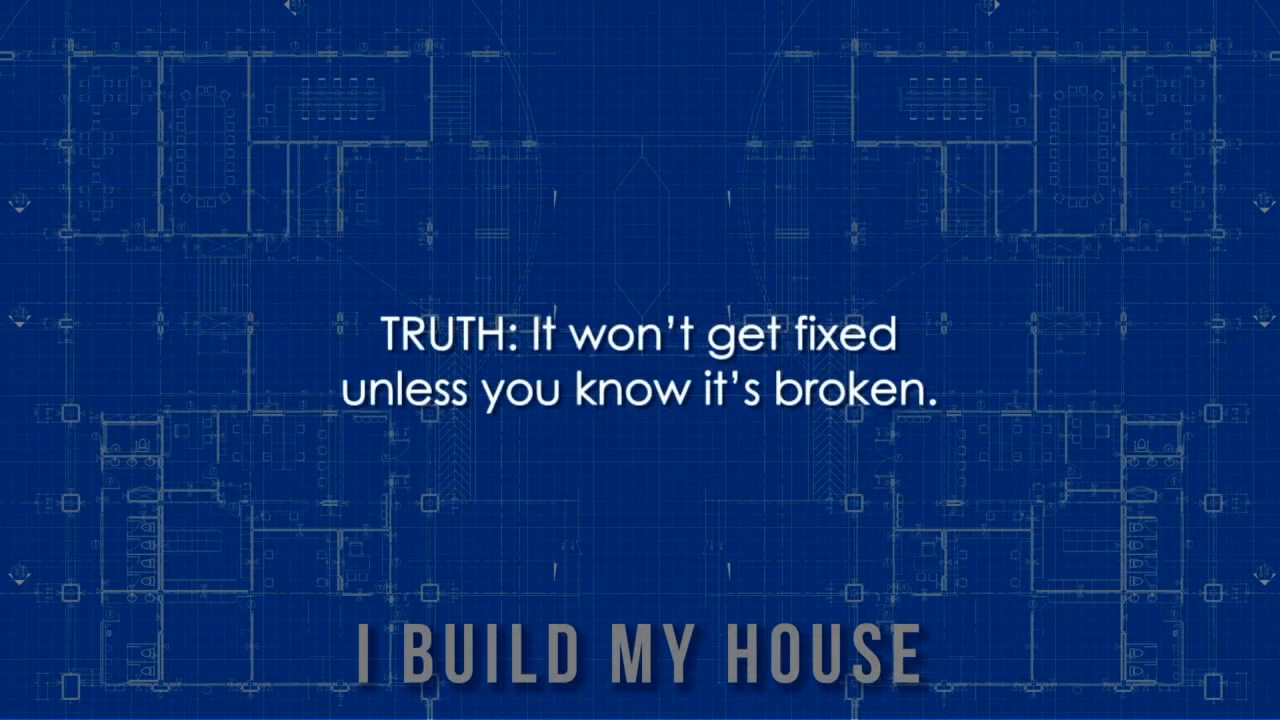 TRUTH: It won’t get fixed
unless you know it’s broken.
I BUILD MY HOUSE